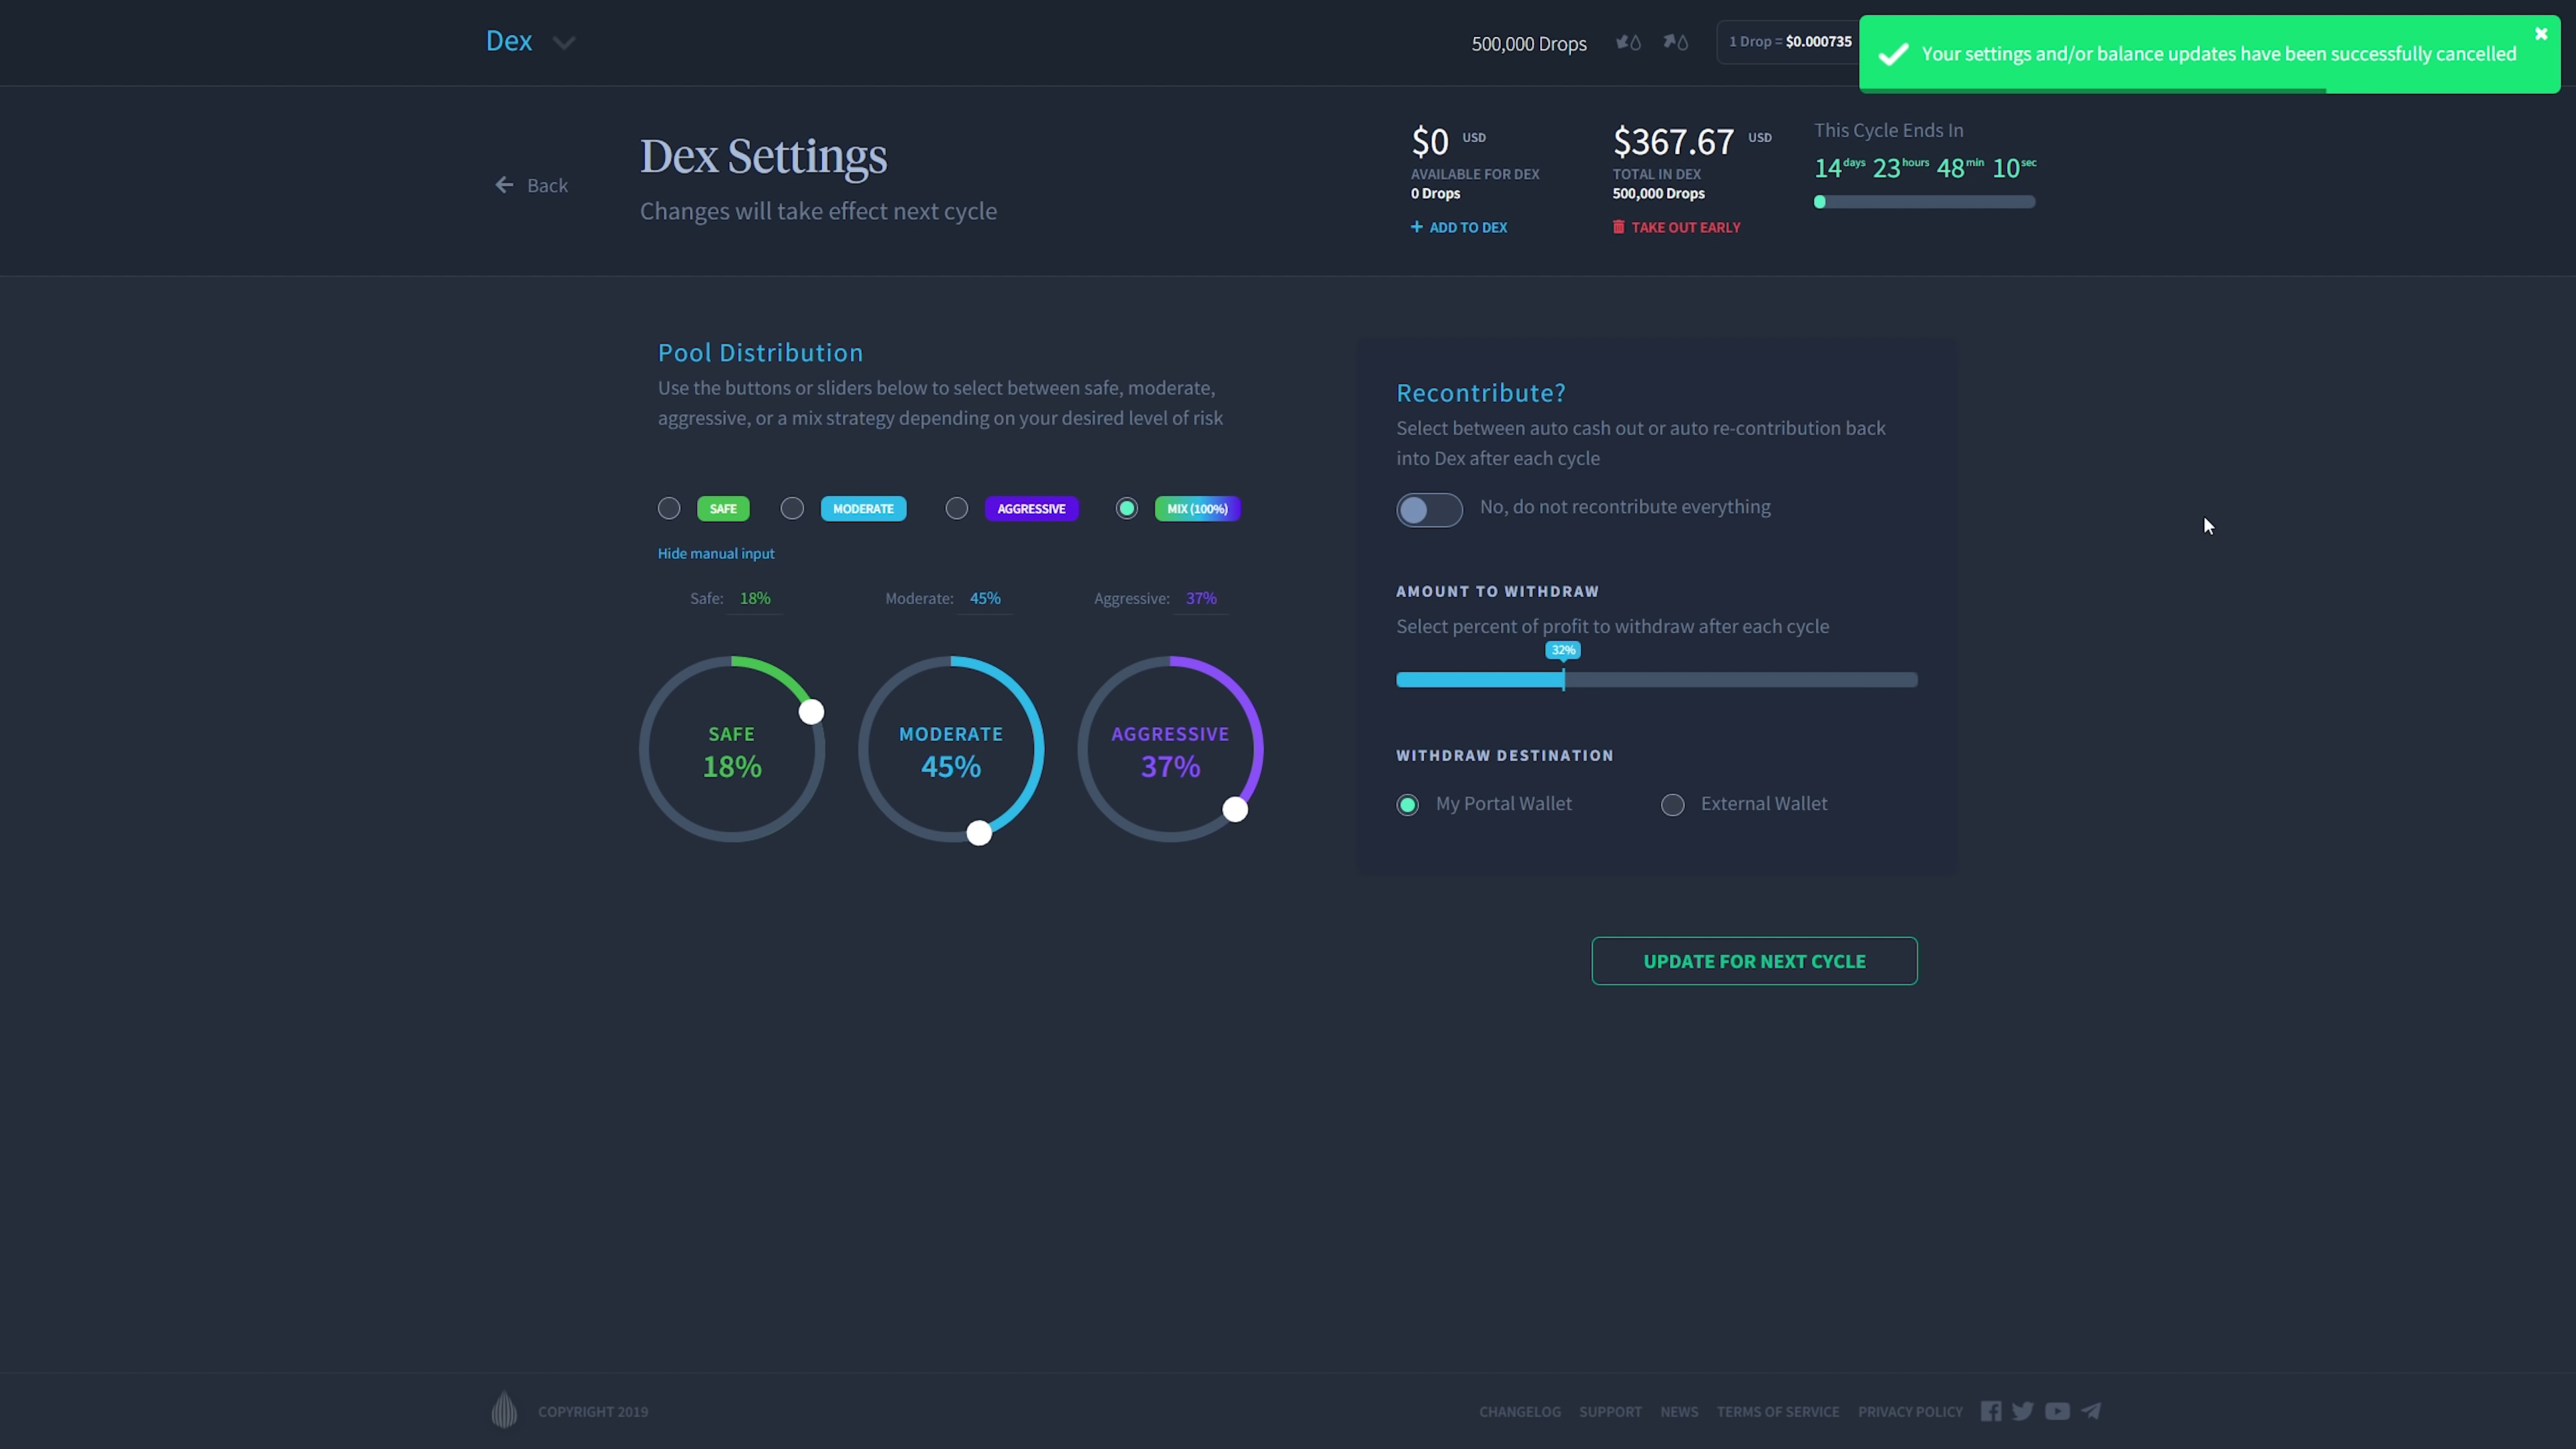 Dex
500,000 Drops
1 Drop = $0.000735
Your settings and/or balance updates have been successfully cancelled
Back
Dex Settings
Changes will take effect next cycle
$0 USD
AVAILABLE FOR DEX
0 Drops
ADD TO DEX
$367.67 USD
TOTAL IN DEX
500,000 Drops
TAKE OUT EARLY
This Cycle Ends In
14 days 23 hours 48 min 10 sec
Pool Distribution
Use the buttons or sliders below to select between safe, moderate,
aggressive, or a mix strategy depending on your desired level of risk
SAFE MODERATE AGGRESSIVE MIX (100%)
Hide manual input
Safe: 18% Moderate: 45% Aggressive: 37%
SAFE
18%
MODERATE
45%
AGGRESSIVE
37%
Recontribute?
Select between auto cash out or auto re-contribution back
into Dex after each cycle
No, do not recontribute everything
AMOUNT TO WITHDRAW
Select percent of profit to withdraw after each cycle
32%
WITHDRAW DESTINATION
My Portal Wallet External Wallet
UPDATE FOR NEXT CYCLE
COPYRIGHT 2019
CHANGELOG SUPPORT NEWS TERMS OF SERVICE PRIVACY POLICY